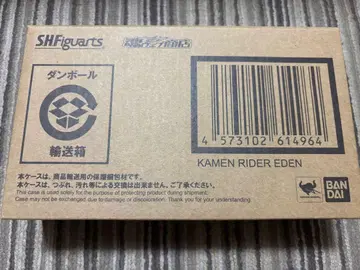 S.H.Figuarts
ダンボール
輸送箱
4 573102 614964
KAMEN RIDER EDEN
本ケースは、商品輸送用の保護梱包材です。
本ケースは、つぶれ、汚れ等による交換は出来ません、ご了承ください。
This case is used solely for the purpose of protecting product during shipment.
Case may not be exchanged due to damage or discoloration. Thank you for your understanding.
BAN
DAI